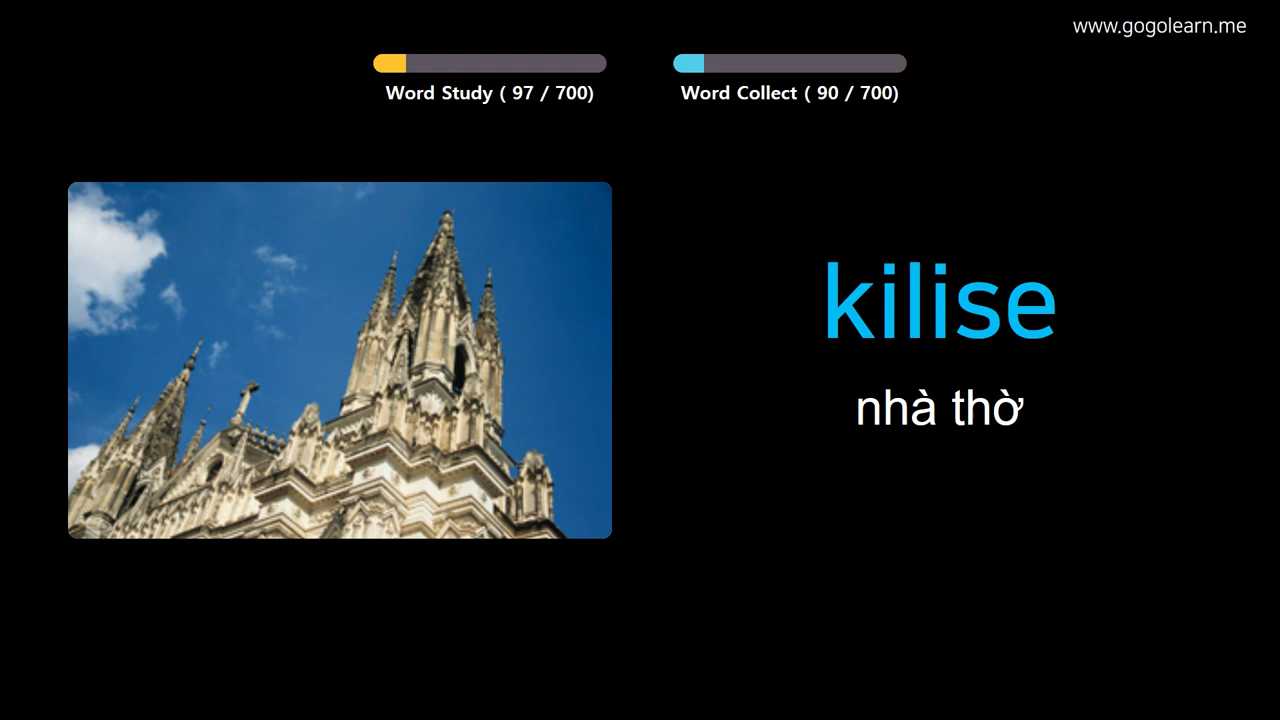 www.gogolearn.me
Word Study ( 97 / 700)
Word Collect ( 90 / 700)
kilise
nhà thờ